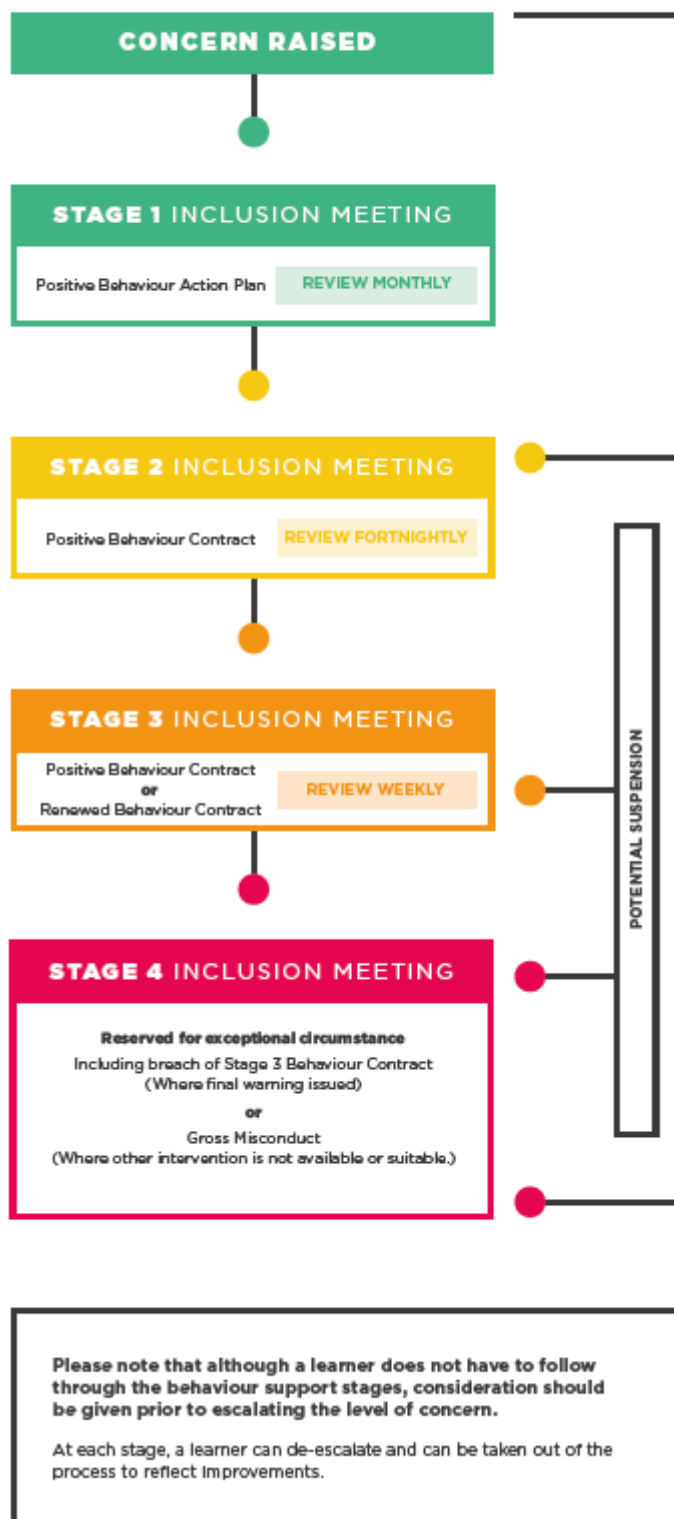 CONCERN RAISED
STAGE 1 INCLUSION MEETING
Positive Behaviour Action Plan
REVIEW MONTHLY
STAGE 2 INCLUSION MEETING
Positive Behaviour Contract
REVIEW FORTNIGHTLY
STAGE 3 INCLUSION MEETING
Positive Behaviour Contract
or
Renewed Behaviour Contract
REVIEW WEEKLY
POTENTIAL SUSPENSION
STAGE 4 INCLUSION MEETING
Reserved for exceptional circumstance
Including breach of Stage 3 Behaviour Contract
(Where final warning issued)
or
Gross Misconduct
(Where other intervention is not available or suitable.)
Please note that although a learner does not have to follow
through the behaviour support stages, consideration should
be given prior to escalating the level of concern.
At each stage, a learner can de-escalate and can be taken out of the
process to reflect improvements.